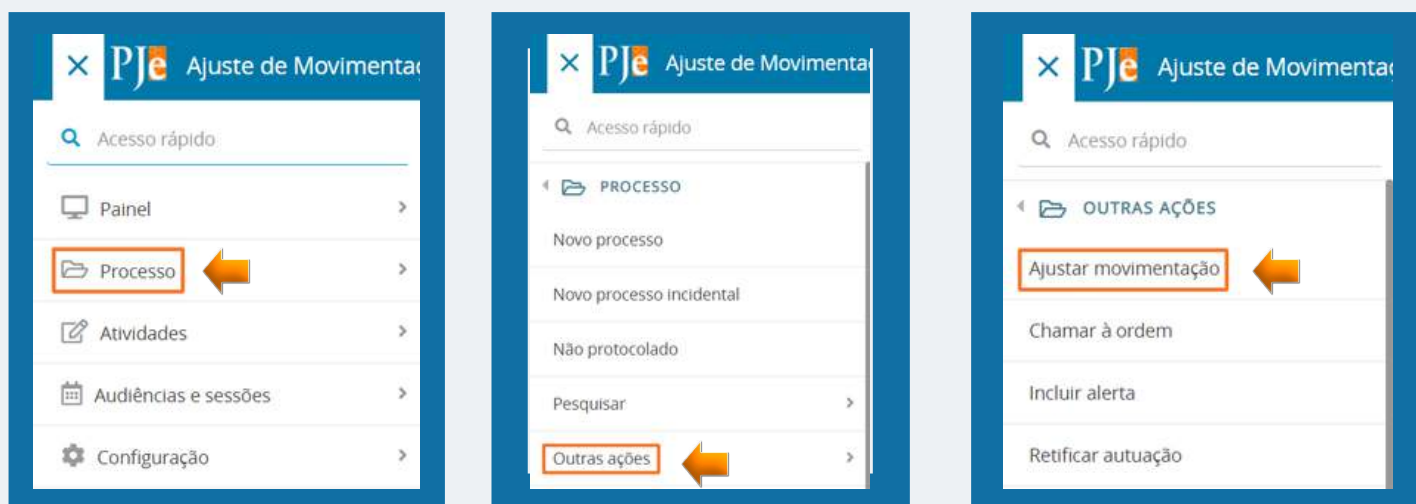 PJe Ajuste de Movimentaç
Acesso rápido
Painel
Processo
Atividades
Audiências e sessões
Configuração
PJe Ajuste de Movimenta
Acesso rápido
PROCESSO
Novo processo
Novo processo incidental
Não protocolado
Pesquisar
Outras ações
PJe Ajuste de Movimentaç
Acesso rápido
OUTRAS AÇÕES
Ajustar movimentação
Chamar à ordem
Incluir alerta
Retificar autuação